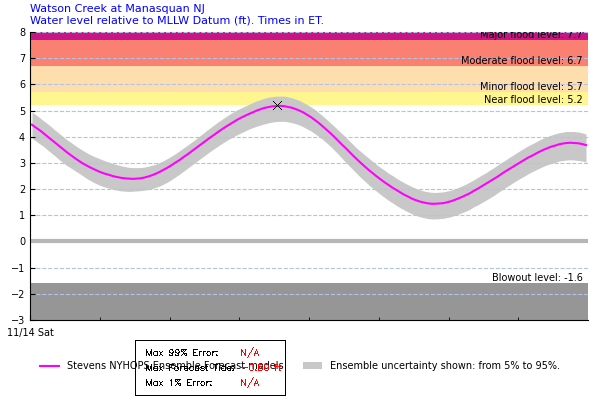 Watson Creek at Manasquan NJ
Water level relative to MLLW Datum (ft). Times in ET.
8
Major flood level: 7.7
7
Moderate flood level: 6.7
6
Minor flood level: 5.7
Near flood level: 5.2
5
4
3
2
1
0
−1
Blowout level: -1.6
−2
−3
11/14 Sat
Max 99% Error: N/A
Stevens NYHOPS Ensemble Forecast models
Ensemble uncertainty shown: from 5% to 95%.
Max Forecast Tide:
Max 1% Error: N/A